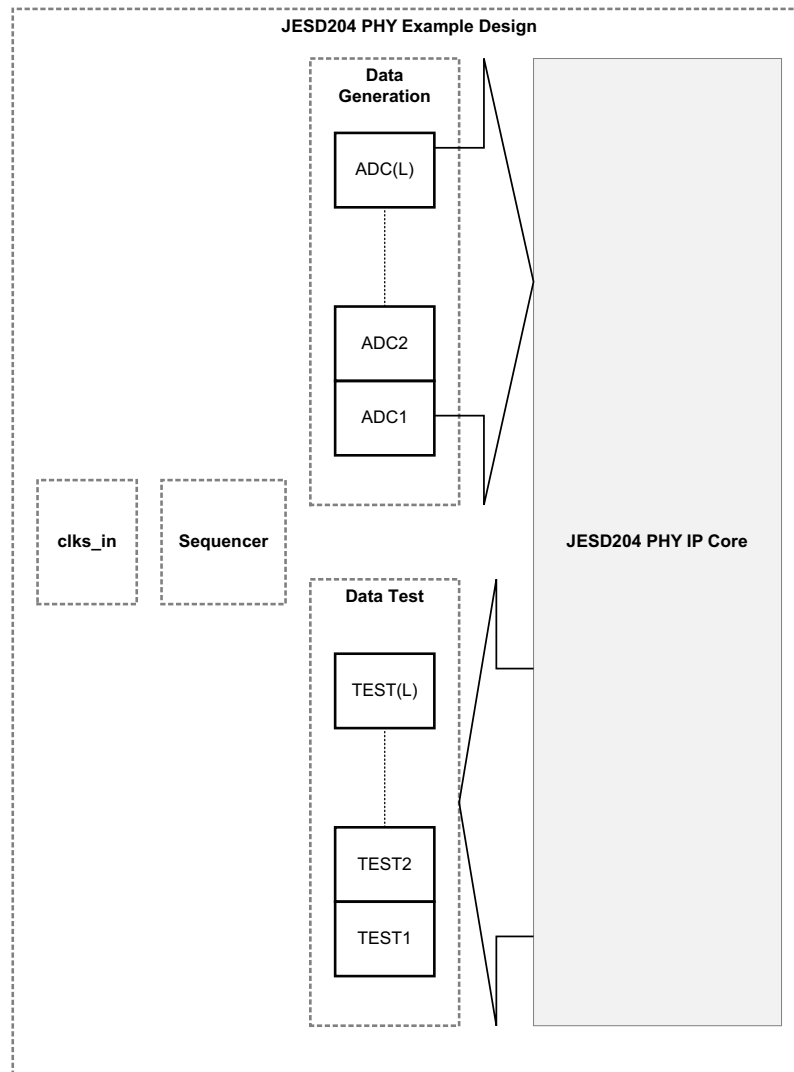 JESD204 PHY Example Design
Data
Generation
ADC(L)
ADC2
ADC1
clks_in
Sequencer
JESD204 PHY IP Core
Data Test
TEST(L)
TEST2
TEST1